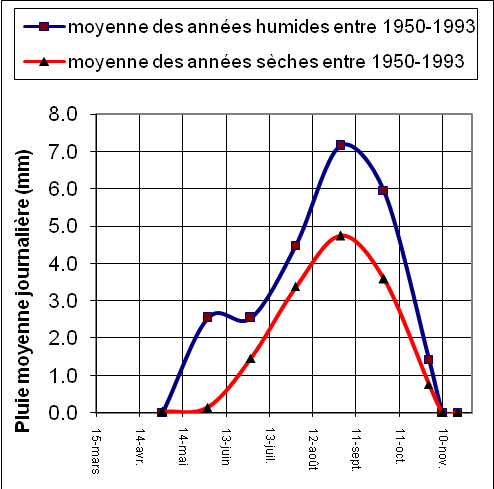 moyenne des années humides entre 1950-1993
moyenne des années sèches entre 1950-1993
Pluie moyenne journalière (mm)
8.0
7.0
6.0
5.0
4.0
3.0
2.0
1.0
0.0
15-mars
14-avr.
14-mai
13-juin
13-juil.
12-août
11-sept.
11-oct.
10-nov.